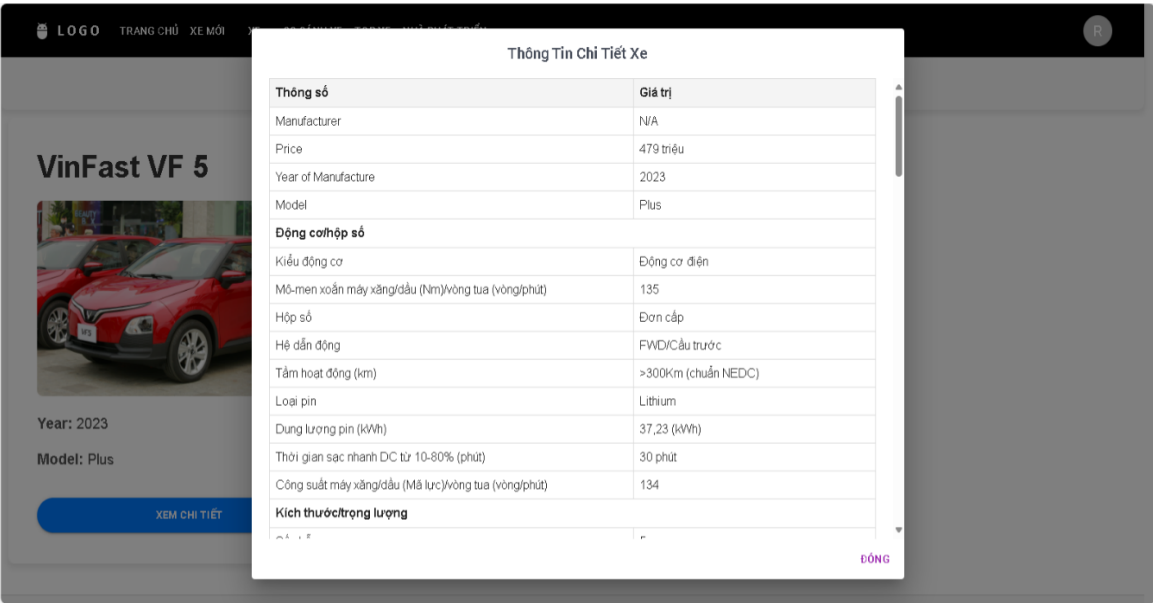 LOGO TRANG CHỦ XE MỚI
R
Thông Tin Chi Tiết Xe
Thông số Giá trị
Manufacturer N/A
Price 479 triệu
Year of Manufacture 2023
Model Plus
Động cơ/hộp số
Kiểu động cơ Động cơ điện
Mô-men xoắn máy xăng/dầu (Nm)/vòng tua (vòng/phút) 135
Hộp số Đơn cấp
Hệ dẫn động FWD/Cầu trước
Tầm hoạt động (km) >300Km (chuẩn NEDC)
Loại pin Lithium
Dung lượng pin (kWh) 37,23 (kWh)
Thời gian sạc nhanh DC từ 10-80% (phút) 30 phút
Công suất máy xăng/dầu (Mã lực)/vòng tua (vòng/phút) 134
Kích thước/trọng lượng
ĐÓNG
VinFast VF 5
VF5
Year: 2023
Model: Plus
XEM CHI TIẾT